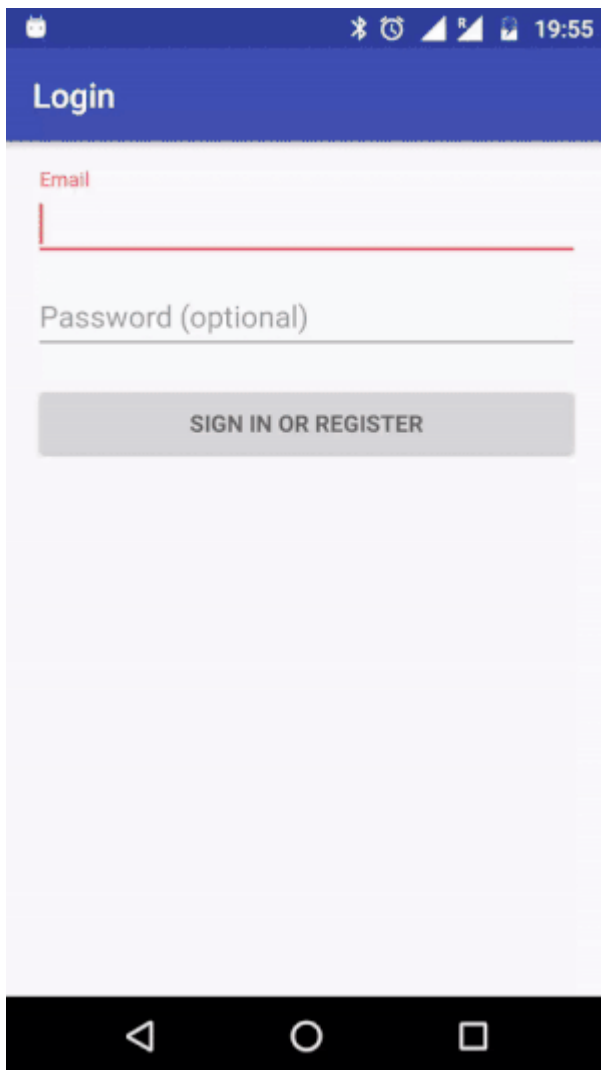 R 19:55
Login
Email
Password (optional)
SIGN IN OR REGISTER